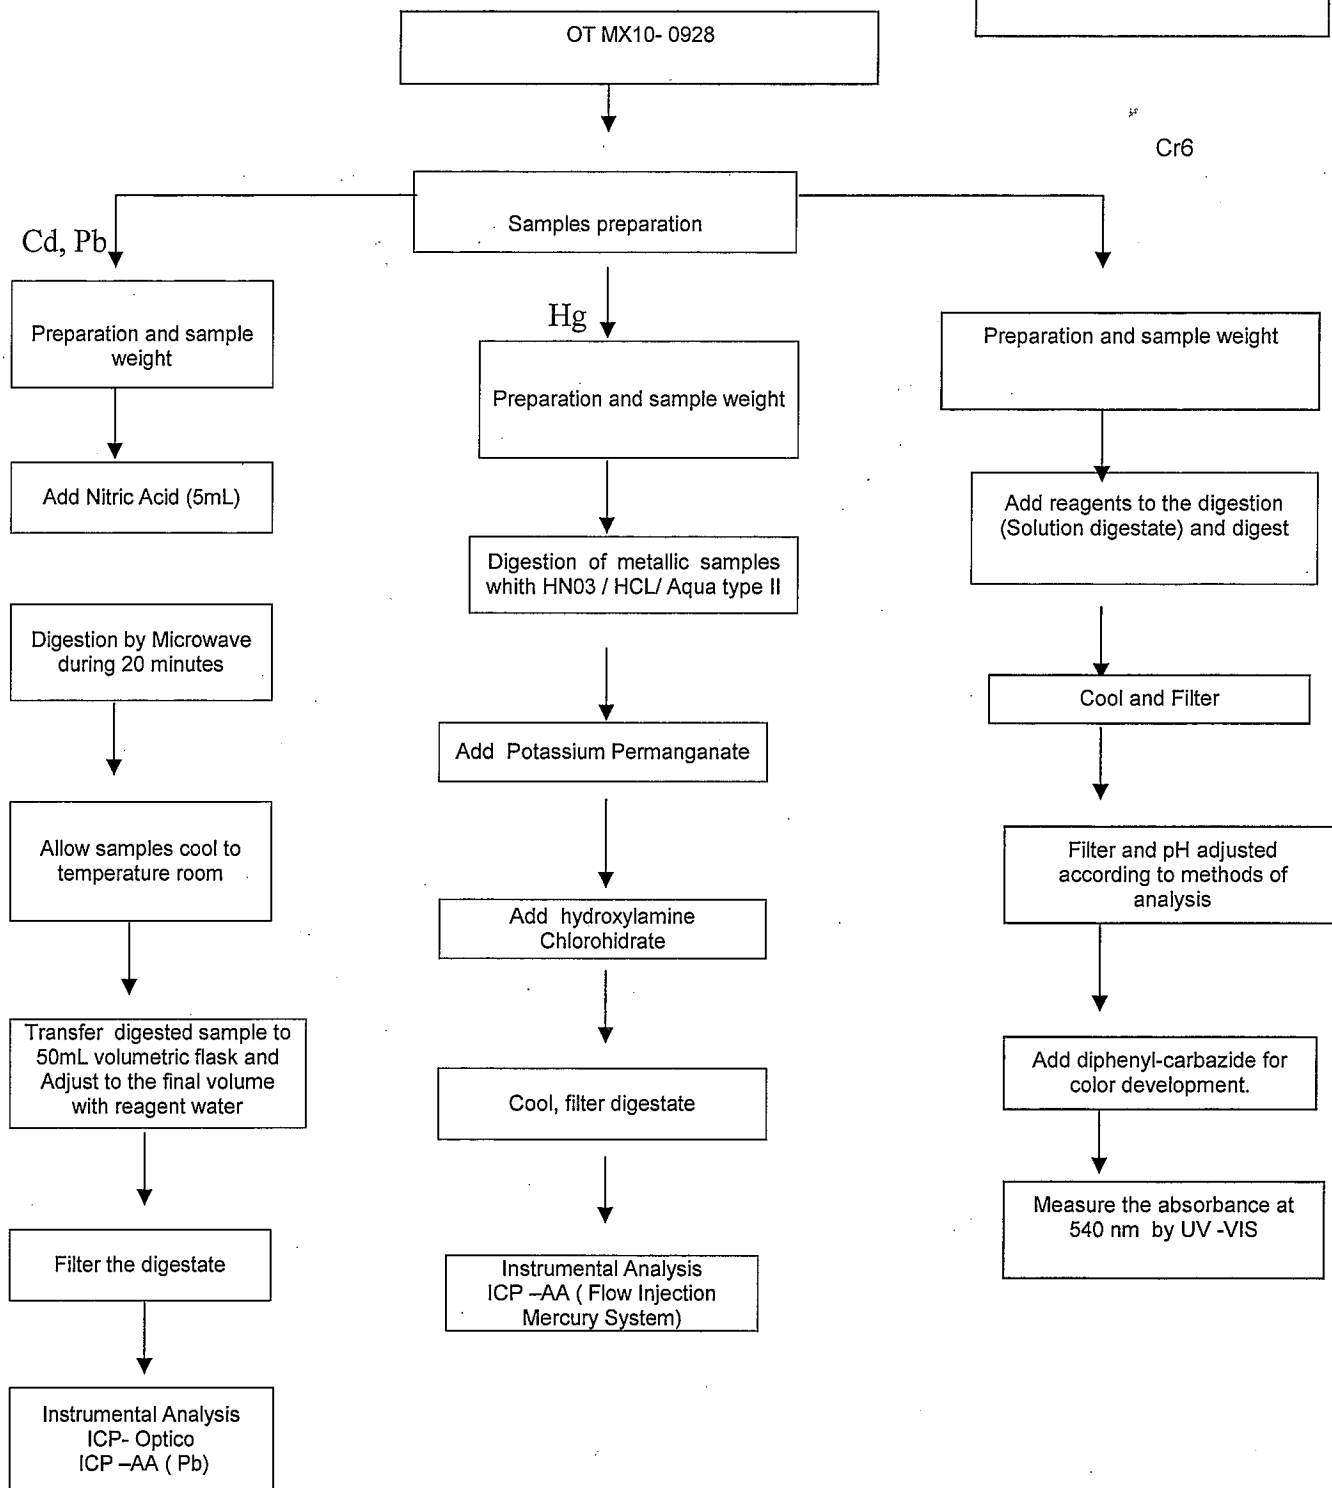 OT MX10- 0928
Cr6
Samples preparation
Cd, Pb
Preparation and sample
weight
Add Nitric Acid (5mL)
Digestion by Microwave
during 20 minutes
Allow samples cool to
temperature room
Transfer digested sample to
50mL volumetric flask and
Adjust to the final volume
with reagent water
Filter the digestate
Instrumental Analysis
ICP- Optico
ICP –AA ( Pb)
Hg
Preparation and sample weight
Digestion of metallic samples
whith HN03 / HCL/ Aqua type II
Add Potassium Permanganate
Add hydroxylamine
Chlorohidrate
Cool, filter digestate
Instrumental Analysis
ICP –AA ( Flow Injection
Mercury System)
Preparation and sample weight
Add reagents to the digestion
(Solution digestate) and digest
Cool and Filter
Filter and pH adjusted
according to methods of
analysis
Add diphenyl-carbazide for
color development.
Measure the absorbance at
540 nm by UV -VIS